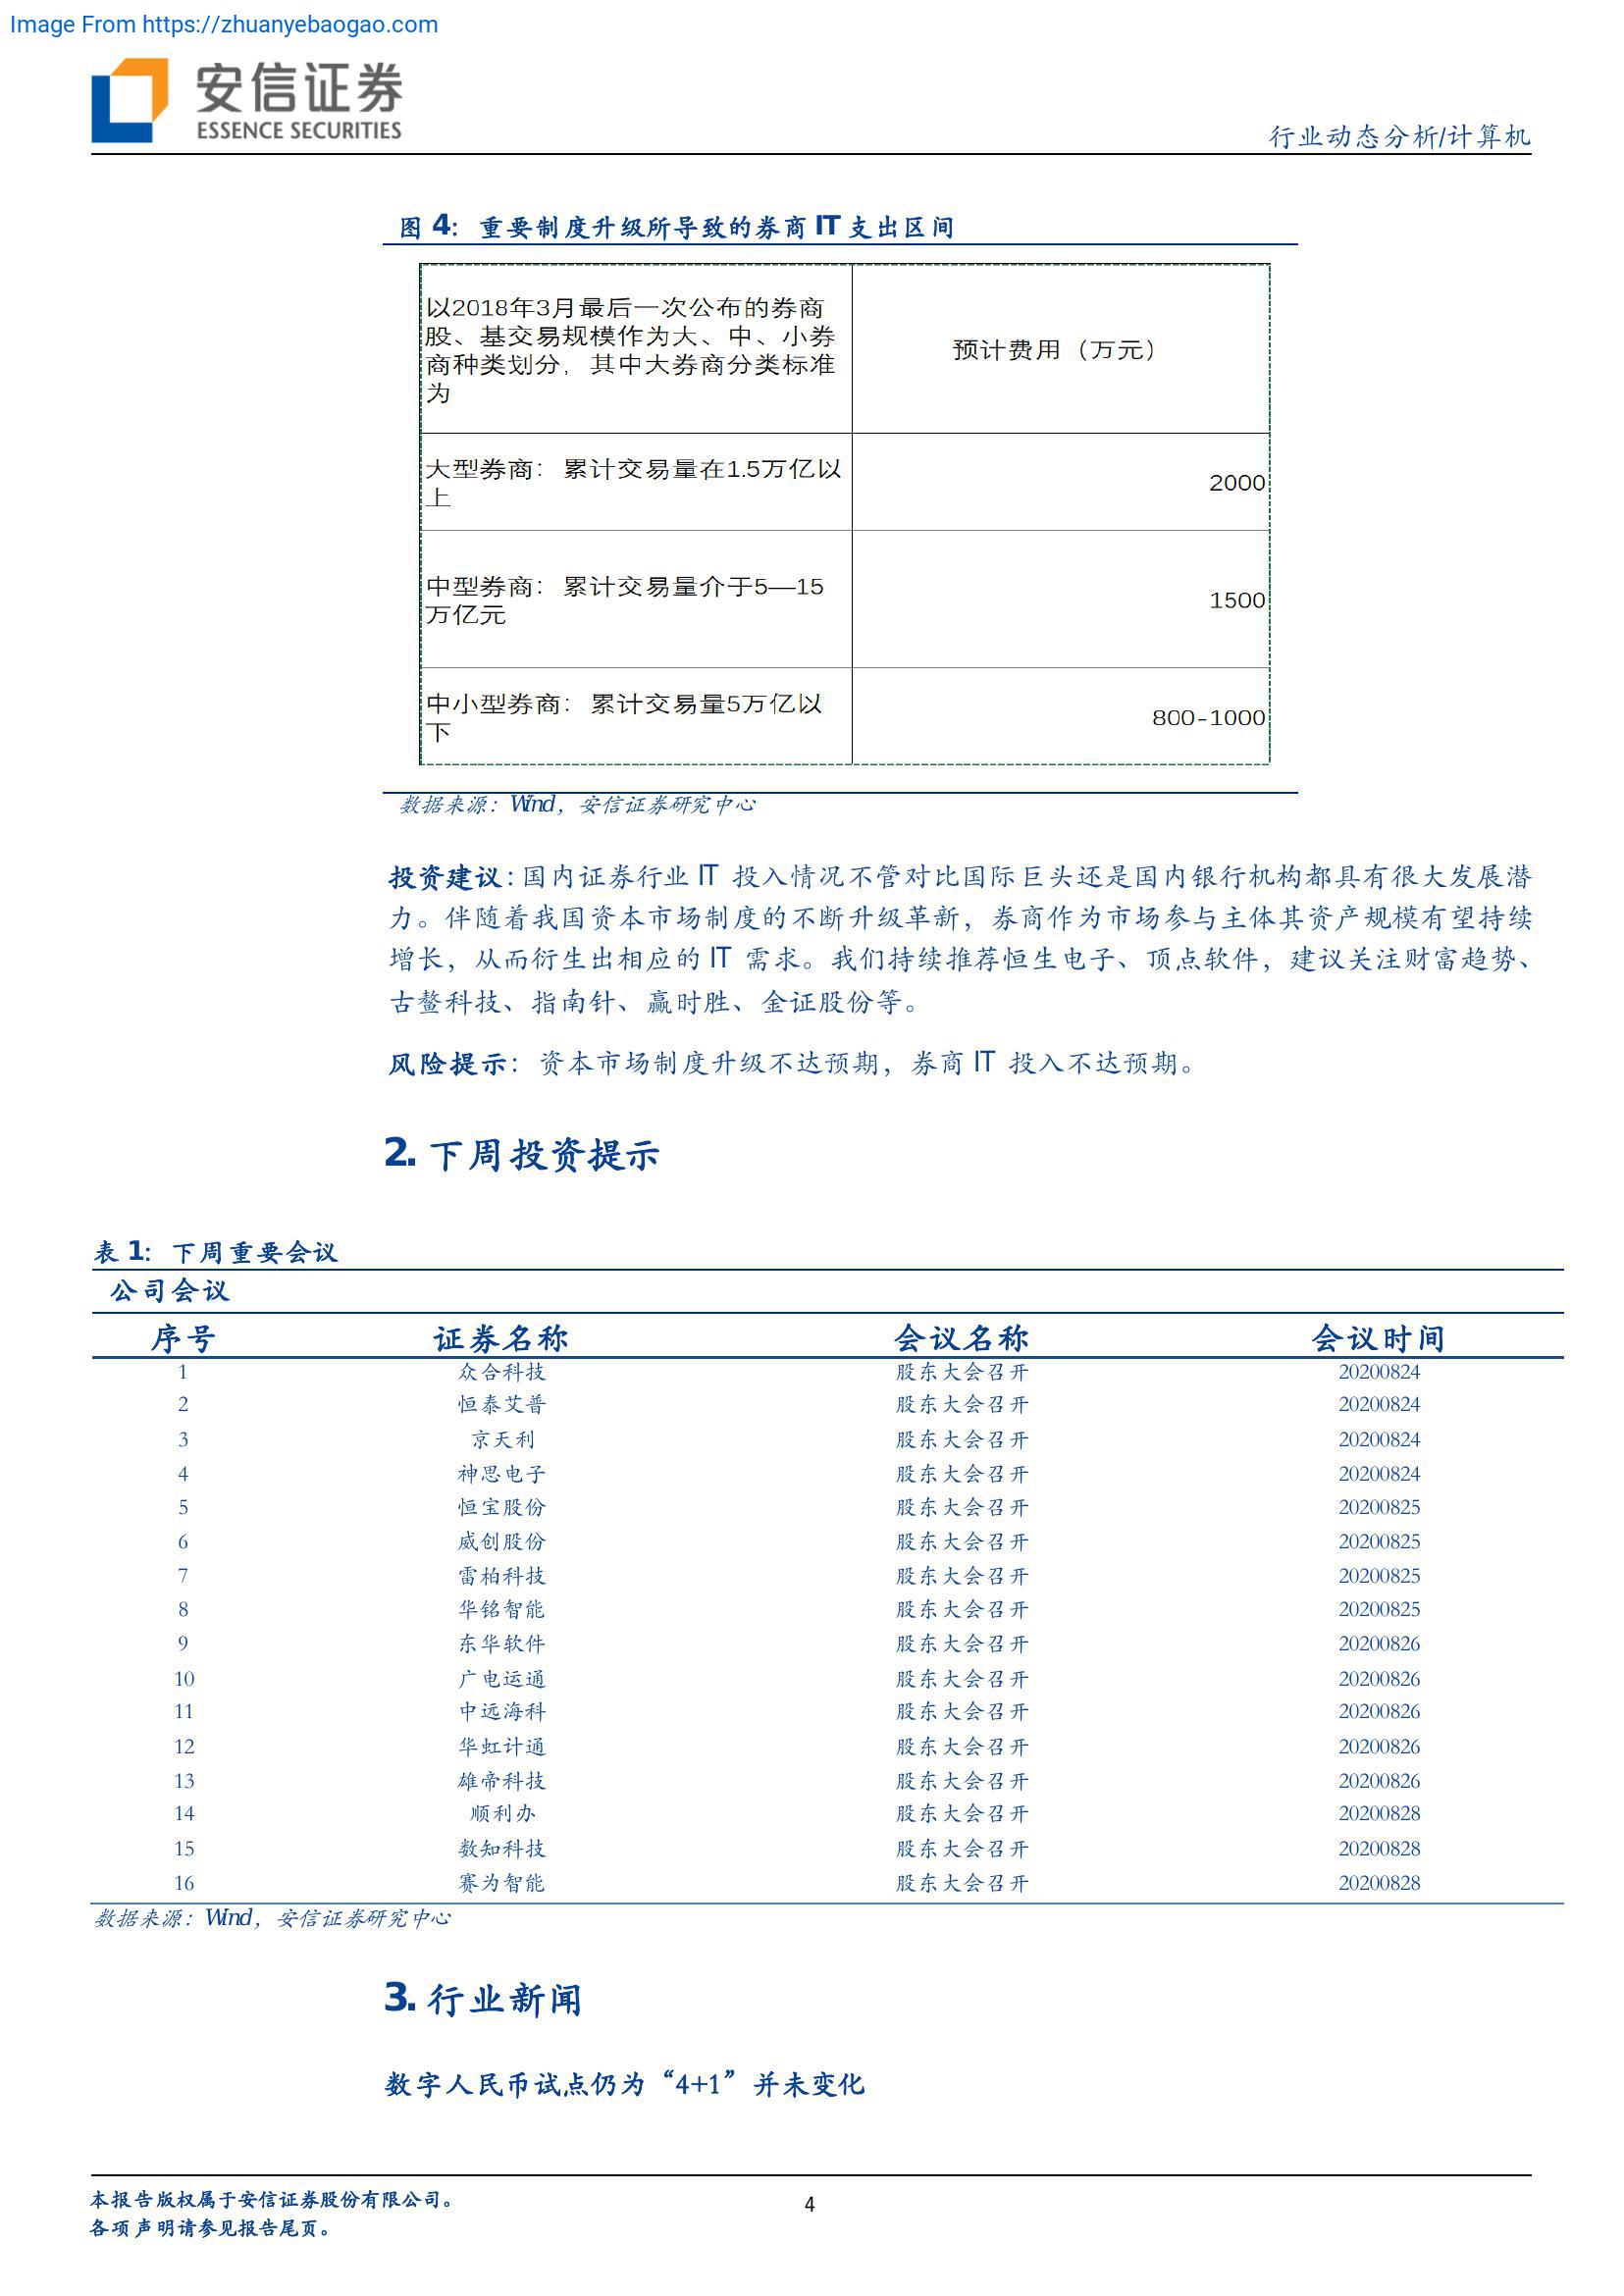 Image From https://zhuanyebaogao.com
安信证券
ESSENCE SECURITIES
行业动态分析/计算机
图 4：重要制度升级所导致的券商 IT 支出区间
以2018年3月最后一次公布的券商
股、基交易规模作为大、中、小券
商种类划分，其中大券商分类标准
为
预计费用（万元）
大型券商：累计交易量在1.5万亿以
上
2000
中型券商：累计交易量介于5—15
万亿元
1500
中小型券商：累计交易量5万亿以
下
800-1000
数据来源：Wind，安信证券研究中心
投资建议：国内证券行业 IT 投入情况不管对比国际巨头还是国内银行机构都具有很大发展潜
力。伴随着我国资本市场制度的不断升级革新，券商作为市场参与主体其资产规模有望持续
增长，从而衍生出相应的 IT 需求。我们持续推荐恒生电子、顶点软件，建议关注财富趋势、
古鳌科技、指南针、赢时胜、金证股份等。
风险提示：资本市场制度升级不达预期，券商 IT 投入不达预期。
2. 下周投资提示
表 1：下周重要会议
公司会议
序号 证券名称 会议名称 会议时间
1 众合科技 股东大会召开 20200824
2 恒泰艾普 股东大会召开 20200824
3 京天利 股东大会召开 20200824
4 神思电子 股东大会召开 20200824
5 恒宝股份 股东大会召开 20200825
6 威创股份 股东大会召开 20200825
7 雷柏科技 股东大会召开 20200825
8 华铭智能 股东大会召开 20200825
9 东华软件 股东大会召开 20200826
10 广电运通 股东大会召开 20200826
11 中远海科 股东大会召开 20200826
12 华虹计通 股东大会召开 20200826
13 雄帝科技 股东大会召开 20200826
14 顺利办 股东大会召开 20200828
15 数知科技 股东大会召开 20200828
16 赛为智能 股东大会召开 20200828
数据来源：Wind，安信证券研究中心
3. 行业新闻
数字人民币试点仍为“4+1”并未变化
本报告版权属于安信证券股份有限公司。
各项声明请参见报告尾页。
4